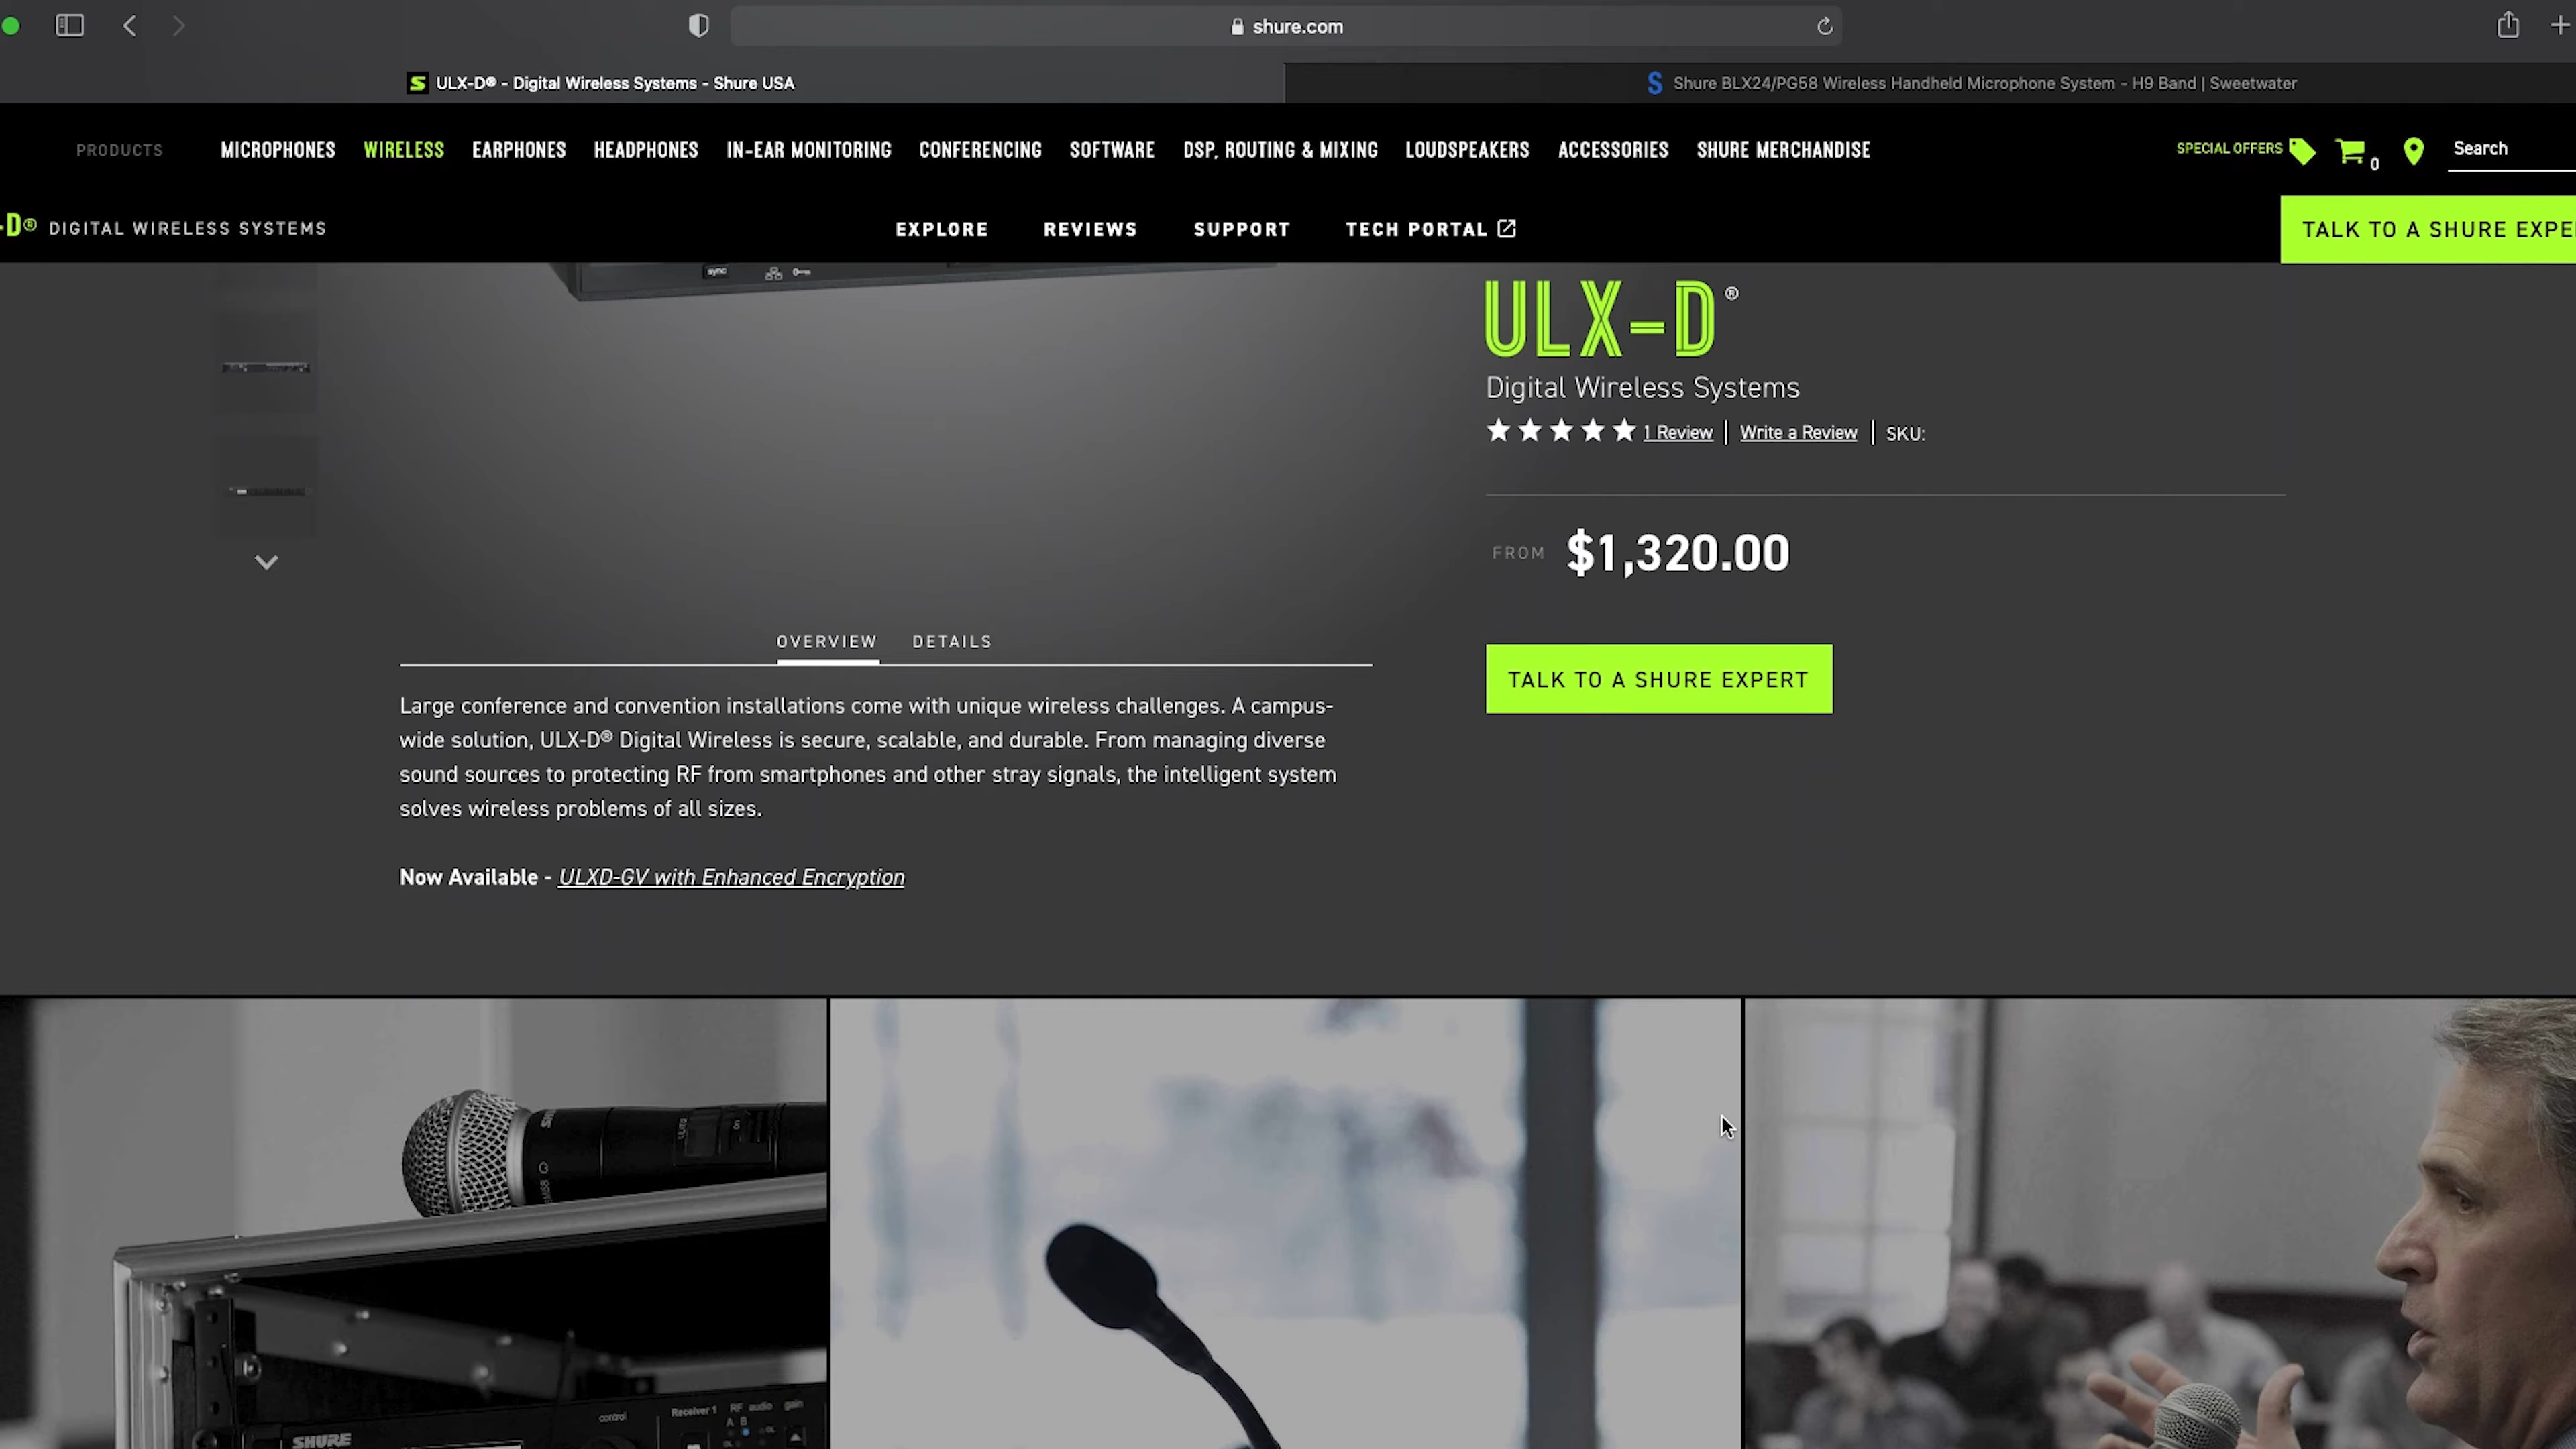 shure.com
ULX-D® - Digital Wireless Systems - Shure USA
Shure BLX24/PG58 Wireless Handheld Microphone System - H9 Band | Sweetwater
PRODUCTS MICROPHONES WIRELESS EARPHONES HEADPHONES IN-EAR MONITORING CONFERENCING SOFTWARE DSP, ROUTING & MIXING LOUDSPEAKERS ACCESSORIES SHURE MERCHANDISE SPECIAL OFFERS 0 Search
-D® DIGITAL WIRELESS SYSTEMS EXPLORE REVIEWS SUPPORT TECH PORTAL TALK TO A SHURE EXPE
sync
ULX-D®
Digital Wireless Systems
1 Review | Write a Review | SKU:
FROM $1,320.00
TALK TO A SHURE EXPERT
OVERVIEW DETAILS
Large conference and convention installations come with unique wireless challenges. A campus-
wide solution, ULX-D® Digital Wireless is secure, scalable, and durable. From managing diverse
sound sources to protecting RF from smartphones and other stray signals, the intelligent system
solves wireless problems of all sizes.
Now Available - ULXD-GV with Enhanced Encryption
SHURE
control
Receiver 1
RF audio gain
A B
OL